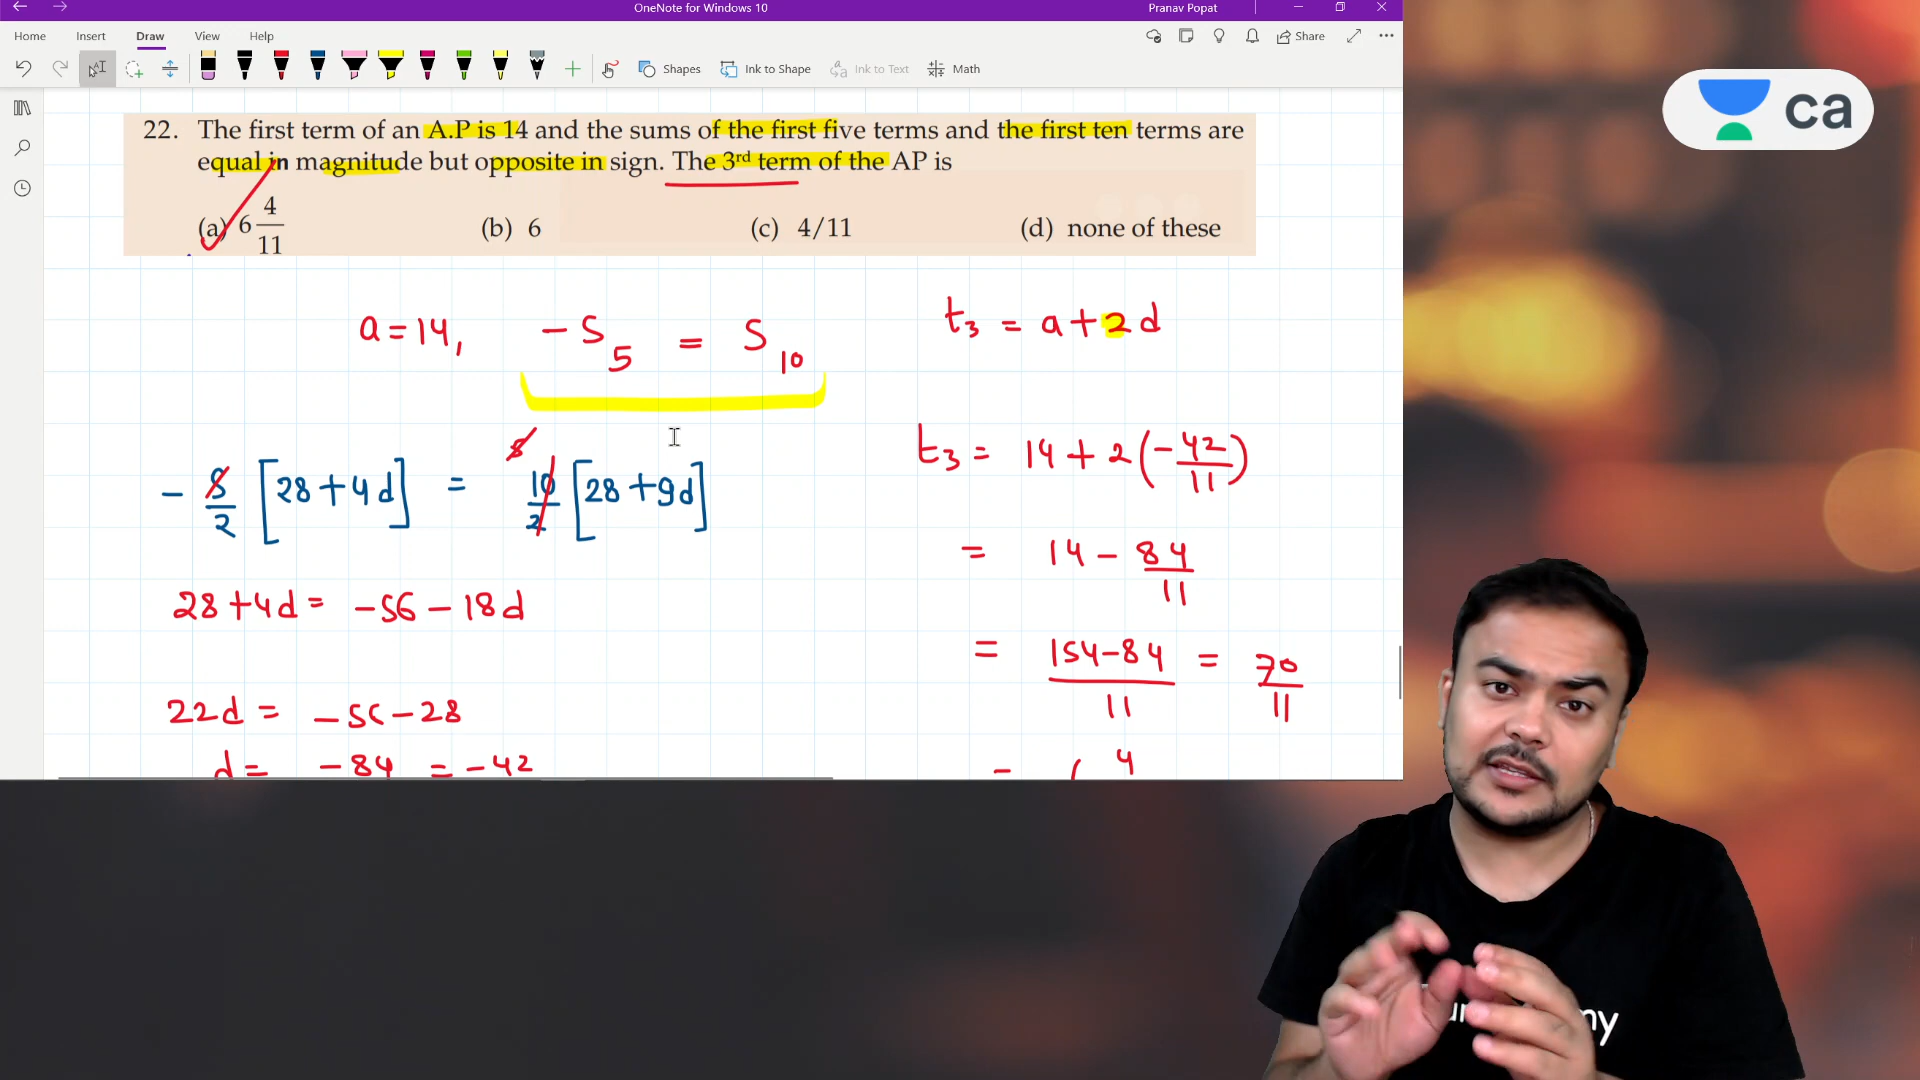 OneNote for Windows 10
Pranav Popat
Home Insert Draw View Help
Share
Shapes Ink to Shape Ink to Text Math
ca
22. The first term of an A.P is 14 and the sums of the first five terms and the first ten terms are
equal in magnitude but opposite in sign. The 3rd term of the AP is
(a) 6 4/11 (b) 6 (c) 4/11 (d) none of these
a = 14, - S5 = S10
t3 = a + 2d
- 5/2 [28 + 4d] = 10/2 [28 + 9d]
5
t3 = 14 + 2(-42/11)
= 14 - 84/11
28 + 4d = -56 - 18d
= 154-84/11 = 70/11
22d = -56 - 28
d = -84 = -42
4
my